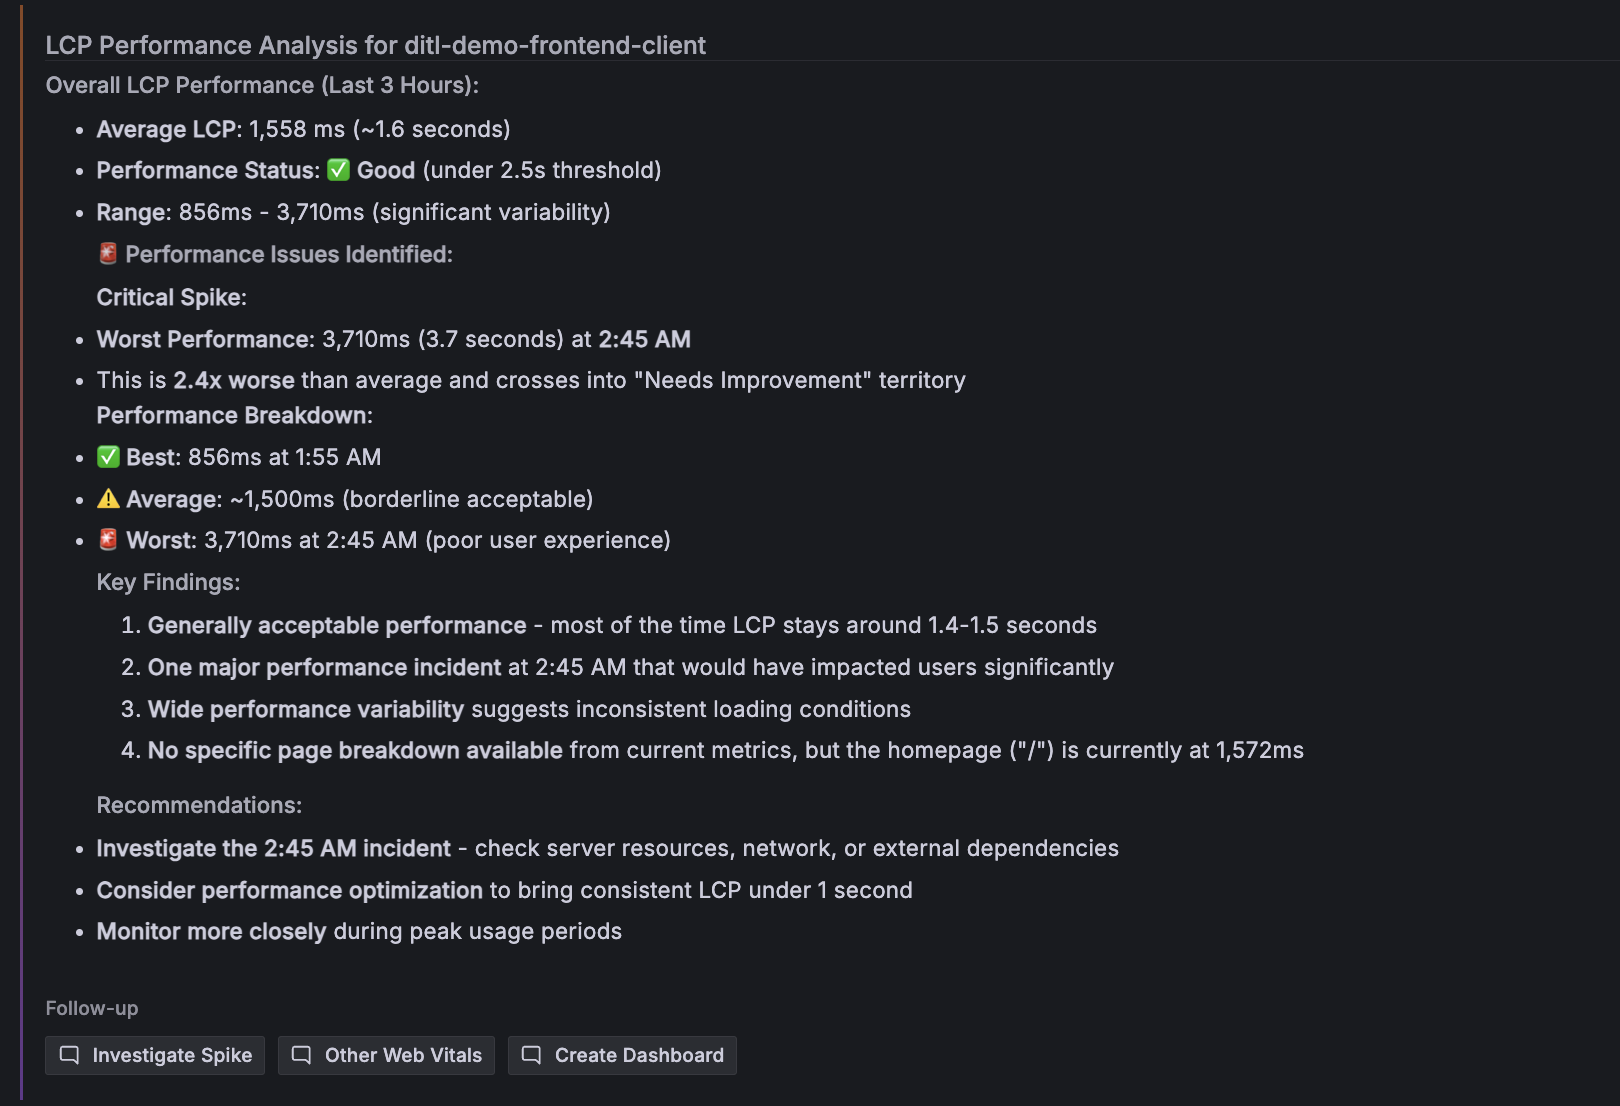 LCP Performance Analysis for ditl-demo-frontend-client
Overall LCP Performance (Last 3 Hours):
• Average LCP: 1,558 ms (~1.6 seconds)
• Performance Status: ✅ Good (under 2.5s threshold)
• Range: 856ms - 3,710ms (significant variability)
🚨 Performance Issues Identified:
Critical Spike:
• Worst Performance: 3,710ms (3.7 seconds) at 2:45 AM
• This is 2.4x worse than average and crosses into "Needs Improvement" territory
Performance Breakdown:
• ✅ Best: 856ms at 1:55 AM
• ⚠️ Average: ~1,500ms (borderline acceptable)
• 🚨 Worst: 3,710ms at 2:45 AM (poor user experience)
Key Findings:
1. Generally acceptable performance - most of the time LCP stays around 1.4-1.5 seconds
2. One major performance incident at 2:45 AM that would have impacted users significantly
3. Wide performance variability suggests inconsistent loading conditions
4. No specific page breakdown available from current metrics, but the homepage ("/") is currently at 1,572ms
Recommendations:
• Investigate the 2:45 AM incident - check server resources, network, or external dependencies
• Consider performance optimization to bring consistent LCP under 1 second
• Monitor more closely during peak usage periods
Follow-up
Investigate Spike
Other Web Vitals
Create Dashboard